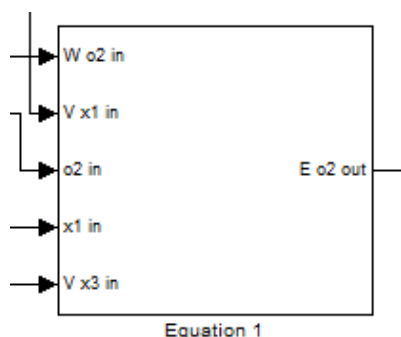 W o2 in
V x1 in
o2 in
E o2 out
x1 in
V x3 in
Equation 1